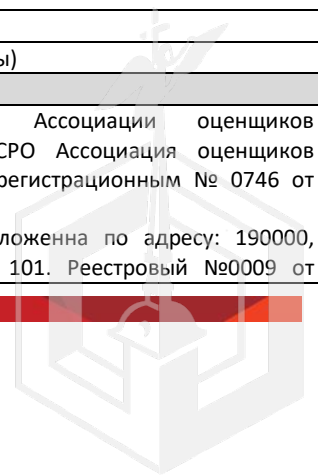 ы)
Ассоциации оценщиков
СРО Ассоциация оценщиков
регистрационным № 0746 от
ложенна по адресу: 190000,
101. Реестровый №0009 от